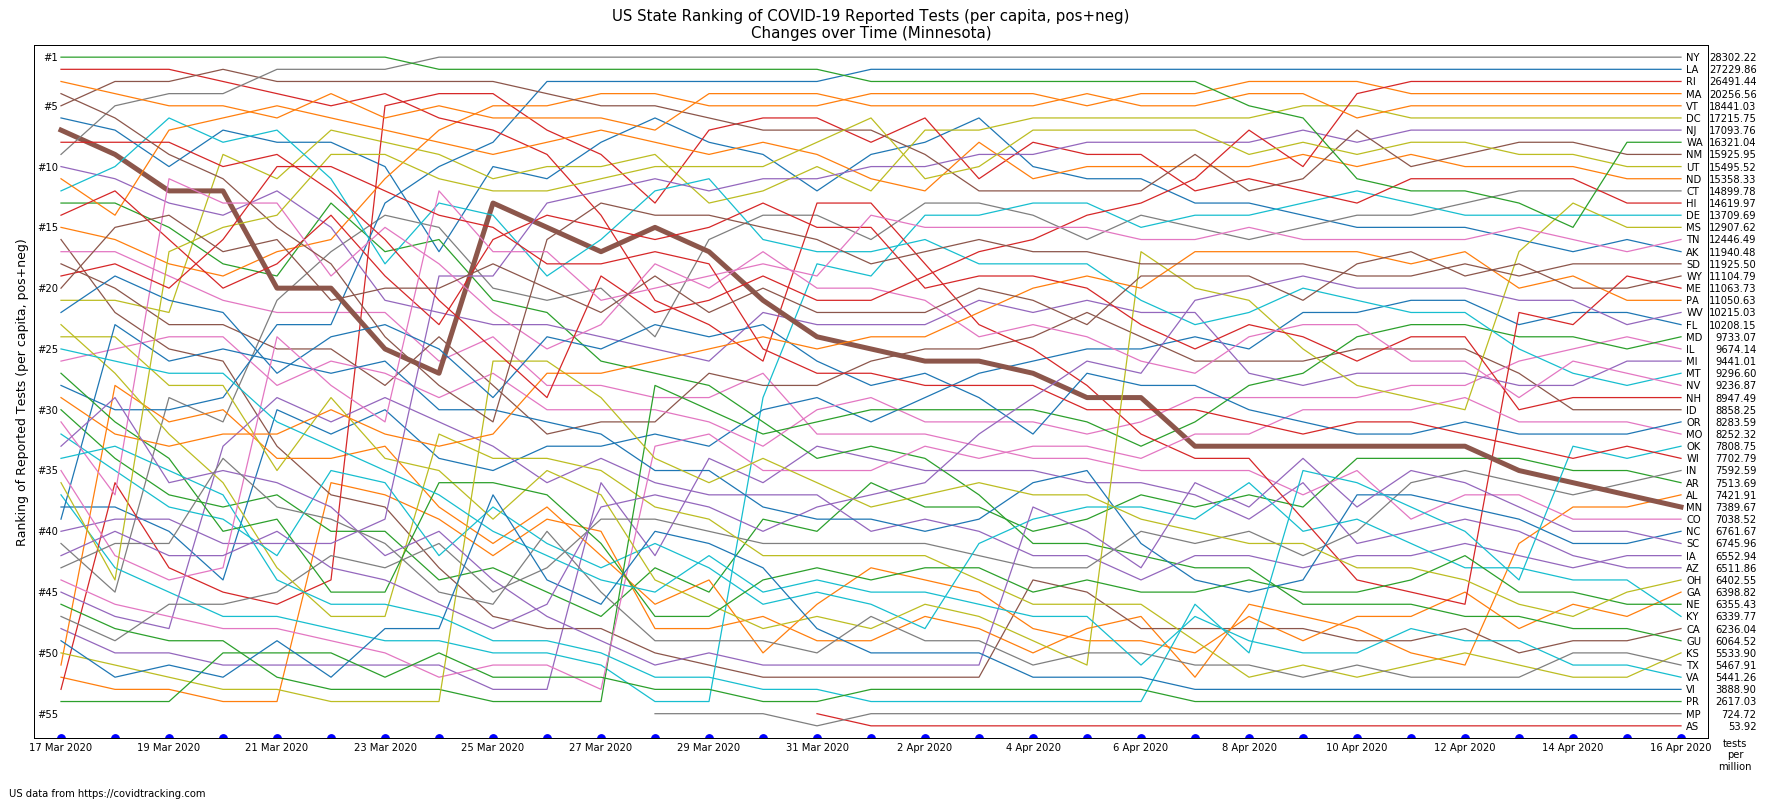 US State Ranking of COVID-19 Reported Tests (per capita, pos+neg)
Changes over Time (Minnesota)
Ranking of Reported Tests (per capita, pos+neg)
#1
#5
#10
#15
#20
#25
#30
#35
#40
#45
#50
#55
NY 28302.22
LA 27229.86
RI 26491.44
MA 20256.56
VT 18441.03
DC 17215.75
NJ 17093.76
WA 16321.04
NM 15925.95
UT 15495.52
ND 15358.33
CT 14899.78
HI 14619.97
DE 13709.69
MS 12907.62
TN 12446.49
AK 11940.48
SD 11925.50
WY 11104.79
ME 11063.73
PA 11050.63
WV 10215.03
FL 10208.15
MD 9733.07
IL 9674.14
MI 9441.01
MT 9296.60
NV 9236.87
NH 8947.49
ID 8858.25
OR 8283.59
MO 8252.32
OK 7808.75
WI 7702.79
IN 7592.59
AR 7513.69
AL 7421.91
MN 7389.67
CO 7038.52
NC 6761.67
SC 6745.96
IA 6552.94
AZ 6511.86
OH 6402.55
GA 6398.82
NE 6355.43
KY 6339.77
CA 6236.04
GU 6064.52
KS 5533.90
TX 5467.91
VA 5441.26
VI 3888.90
PR 2617.03
MP 724.72
AS 53.92
17 Mar 2020 19 Mar 2020 21 Mar 2020 23 Mar 2020 25 Mar 2020 27 Mar 2020 29 Mar 2020 31 Mar 2020 2 Apr 2020 4 Apr 2020 6 Apr 2020 8 Apr 2020 10 Apr 2020 12 Apr 2020 14 Apr 2020 16 Apr 2020
tests
per
million
US data from https://covidtracking.com